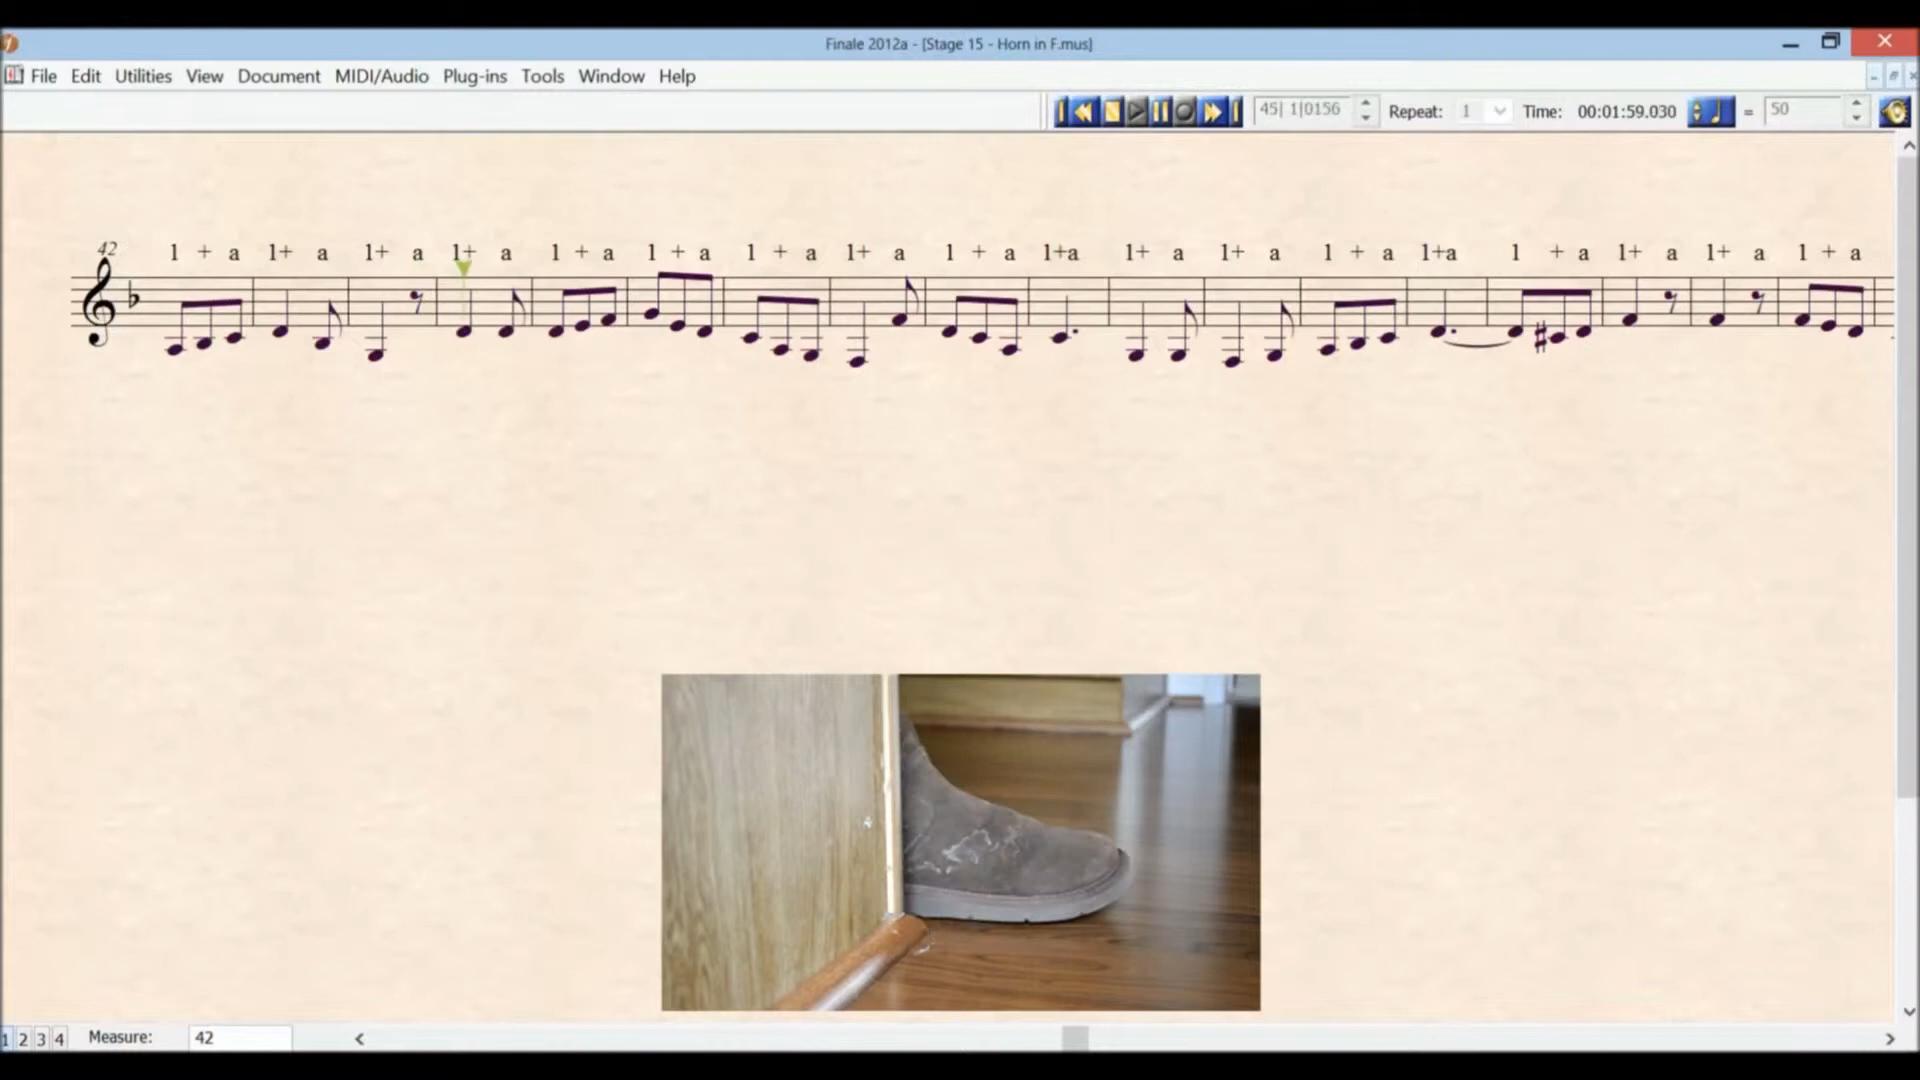 Finale 2012a - [Stage 15 - Horn in F.mus]
File Edit Utilities View Document MIDI/Audio Plug-ins Tools Window Help
45| 1|0156 Repeat: 1 Time: 00:01:59.030 = 50
42
1 + a 1+ a 1+ a 1+ a 1 + a 1 + a 1 + a 1+ a 1 + a 1+a 1+ a 1+ a 1 + a 1+a 1 + a 1+ a 1+ a 1 + a
1 2 3 4 Measure: 42